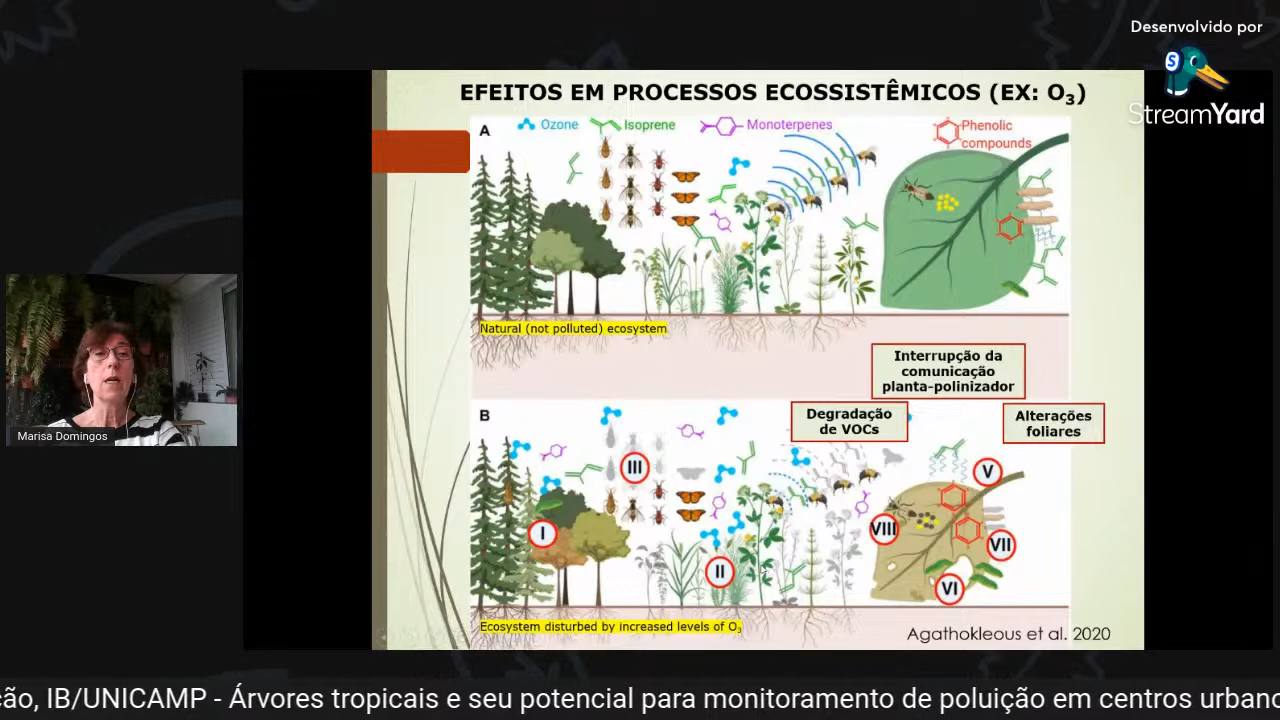 Desenvolvido por
StreamYard
EFEITOS EM PROCESSOS ECOSSISTÊMICOS (EX: O₃)
A
Ozone
Isoprene
Monoterpenes
Phenolic
compounds
Natural (not polluted) ecosystem
Interrupção da
comunicação
planta-polinizador
Degradação
de VOCs
Alterações
foliares
B
III
V
I
VIII
VII
II
VI
Ecosystem disturbed by increased levels of O₃
Agathokleous et al. 2020
Marisa Domingos
ção, IB/UNICAMP - Árvores tropicais e seu potencial para monitoramento de poluição em centros urbano